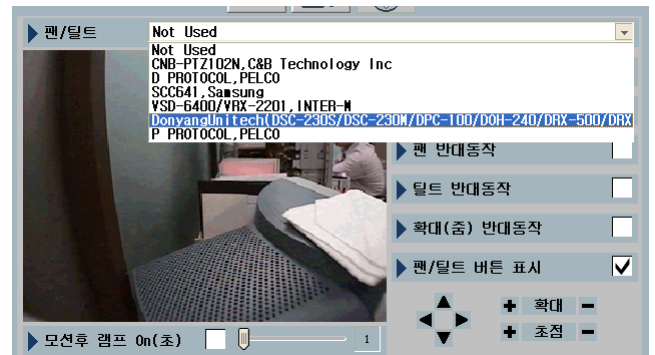 팬/틸트
Not Used
Not Used
CNB-PTZ102N,C&B Technology Inc
D PROTOCOL,PELCO
SCC641,Samsung
VSD-6400/VRX-2201,INTER-M
DonyangUnitech(DSC-230S/DSC-230M/DPC-100/DOH-240/DRX-500/DRX
P PROTOCOL,PELCO
팬 반대동작
틸트 반대동작
확대(줌) 반대동작
팬/틸트 버튼 표시
+ 확대 -
+ 초점 -
모션후 램프 On(초)
1